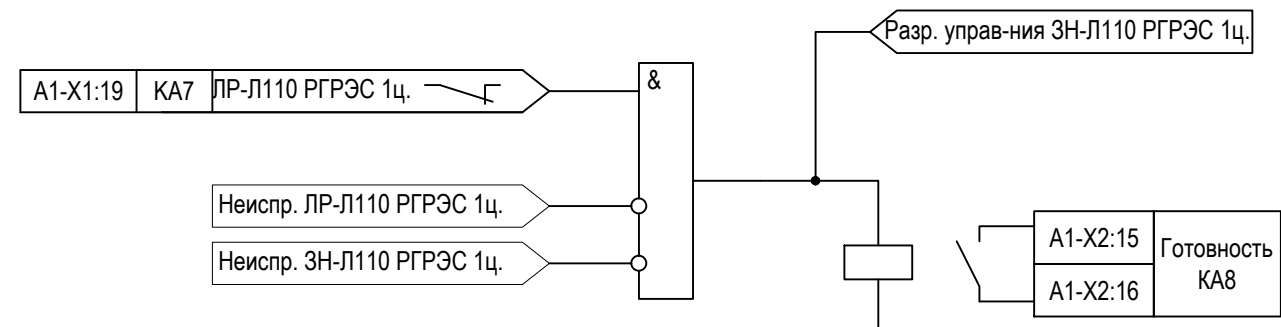 Разр. управ-ния ЗН-Л110 РГРЭС 1ц.
A1-X1:19 KA7 ЛР-Л110 РГРЭС 1ц.
&
Неиспр. ЛР-Л110 РГРЭС 1ц.
Неиспр. ЗН-Л110 РГРЭС 1ц.
A1-X2:15
A1-X2:16
Готовность
KA8